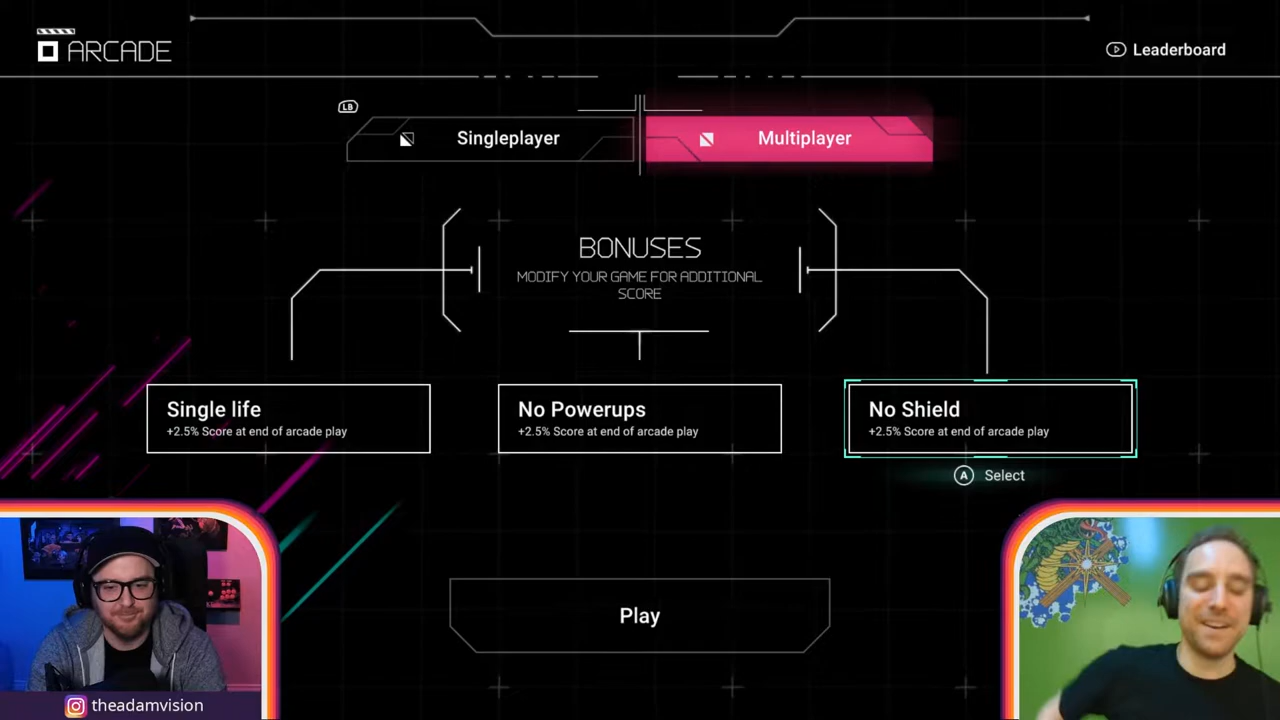 ARCADE
Leaderboard
LB
Singleplayer
Multiplayer
BONUSES
MODIFY YOUR GAME FOR ADDITIONAL
SCORE
Single life
+2.5% Score at end of arcade play
No Powerups
+2.5% Score at end of arcade play
No Shield
+2.5% Score at end of arcade play
A Select
Play
theadamvision